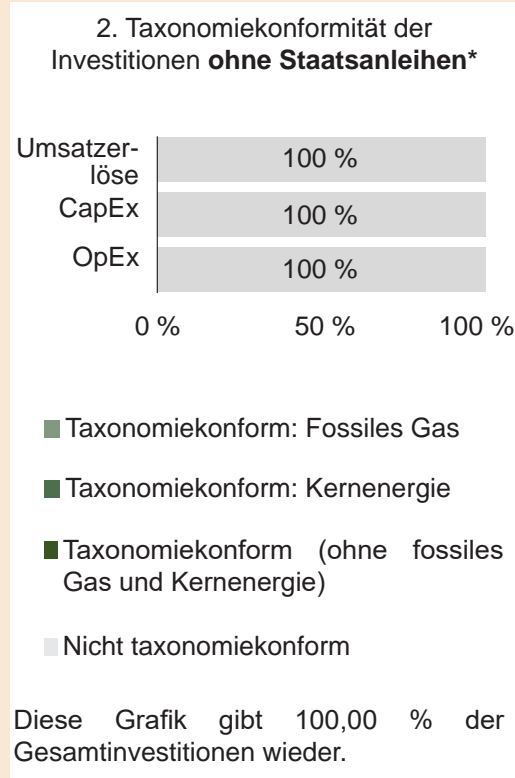 2. Taxonomiekonformität der
Investitionen ohne Staatsanleihen*
Umsatzer-
löse
100 %
CapEx
100 %
OpEx
100 %
0 %
50 %
100 %
Taxonomiekonform: Fossiles Gas
Taxonomiekonform: Kernenergie
Taxonomiekonform (ohne fossiles
Gas und Kernenergie)
Nicht taxonomiekonform
Diese Grafik gibt 100,00 % der
Gesamtinvestitionen wieder.